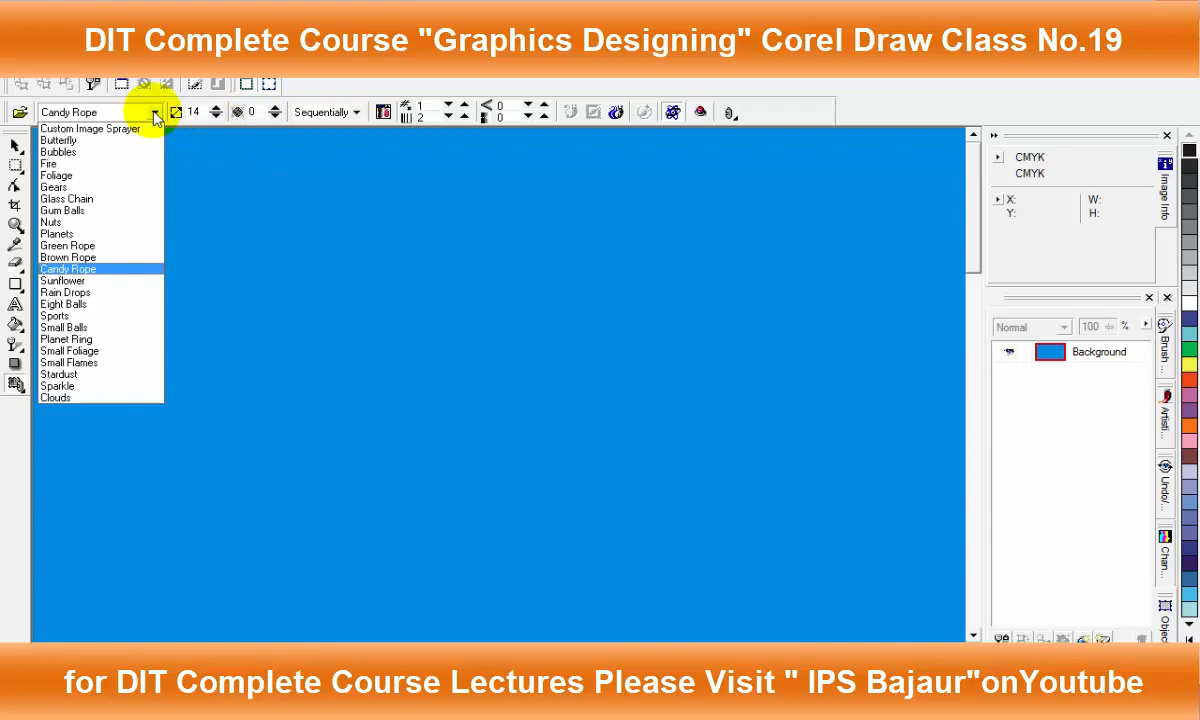 DIT Complete Course "Graphics Designing" Corel Draw Class No.19
Candy Rope
14
0
Sequentially
1
2
0
0
Custom Image Sprayer
Butterfly
Bubbles
Fire
Foliage
Gears
Glass Chain
Gum Balls
Nuts
Planets
Green Rope
Brown Rope
Candy Rope
Sunflower
Rain Drops
Eight Balls
Sports
Small Balls
Planet Ring
Small Foliage
Small Flames
Stardust
Sparkle
Clouds
CMYK
CMYK
X: W:
Y: H:
Image Info
Normal 100 %
Background
Brush ...
Artisti...
Undo/...
Chan...
Obje
for DIT Complete Course Lectures Please Visit " IPS Bajaur"onYoutube